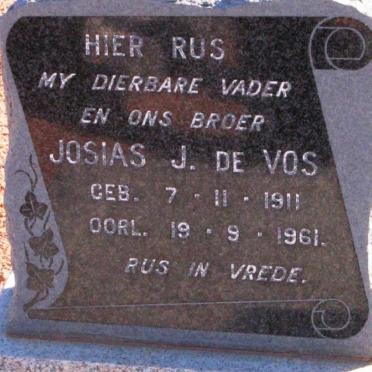 HIER RUS
MY DIERBARE VADER
EN ONS BROER
JOSIAS J. DE VOS
GEB. 7 - 11 - 1911
OORL. 19 - 9 - 1961.
RUS IN VREDE.